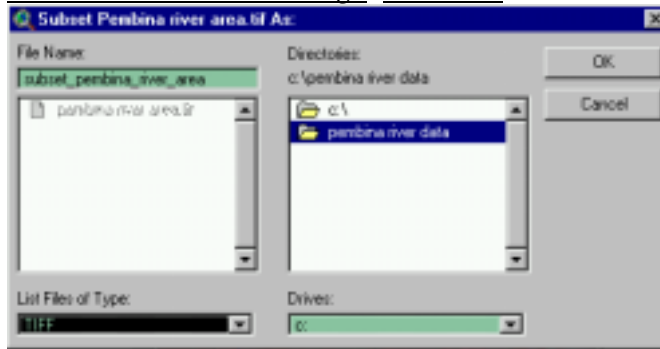 Subset Pembina river area.tif As:
File Name:
subset_pembina_river_area
pembina river area.tif
List Files of Type:
TIFF
Directories:
c:\pembina river data
c:\
pembina river data
Drives:
c:
OK
Cancel